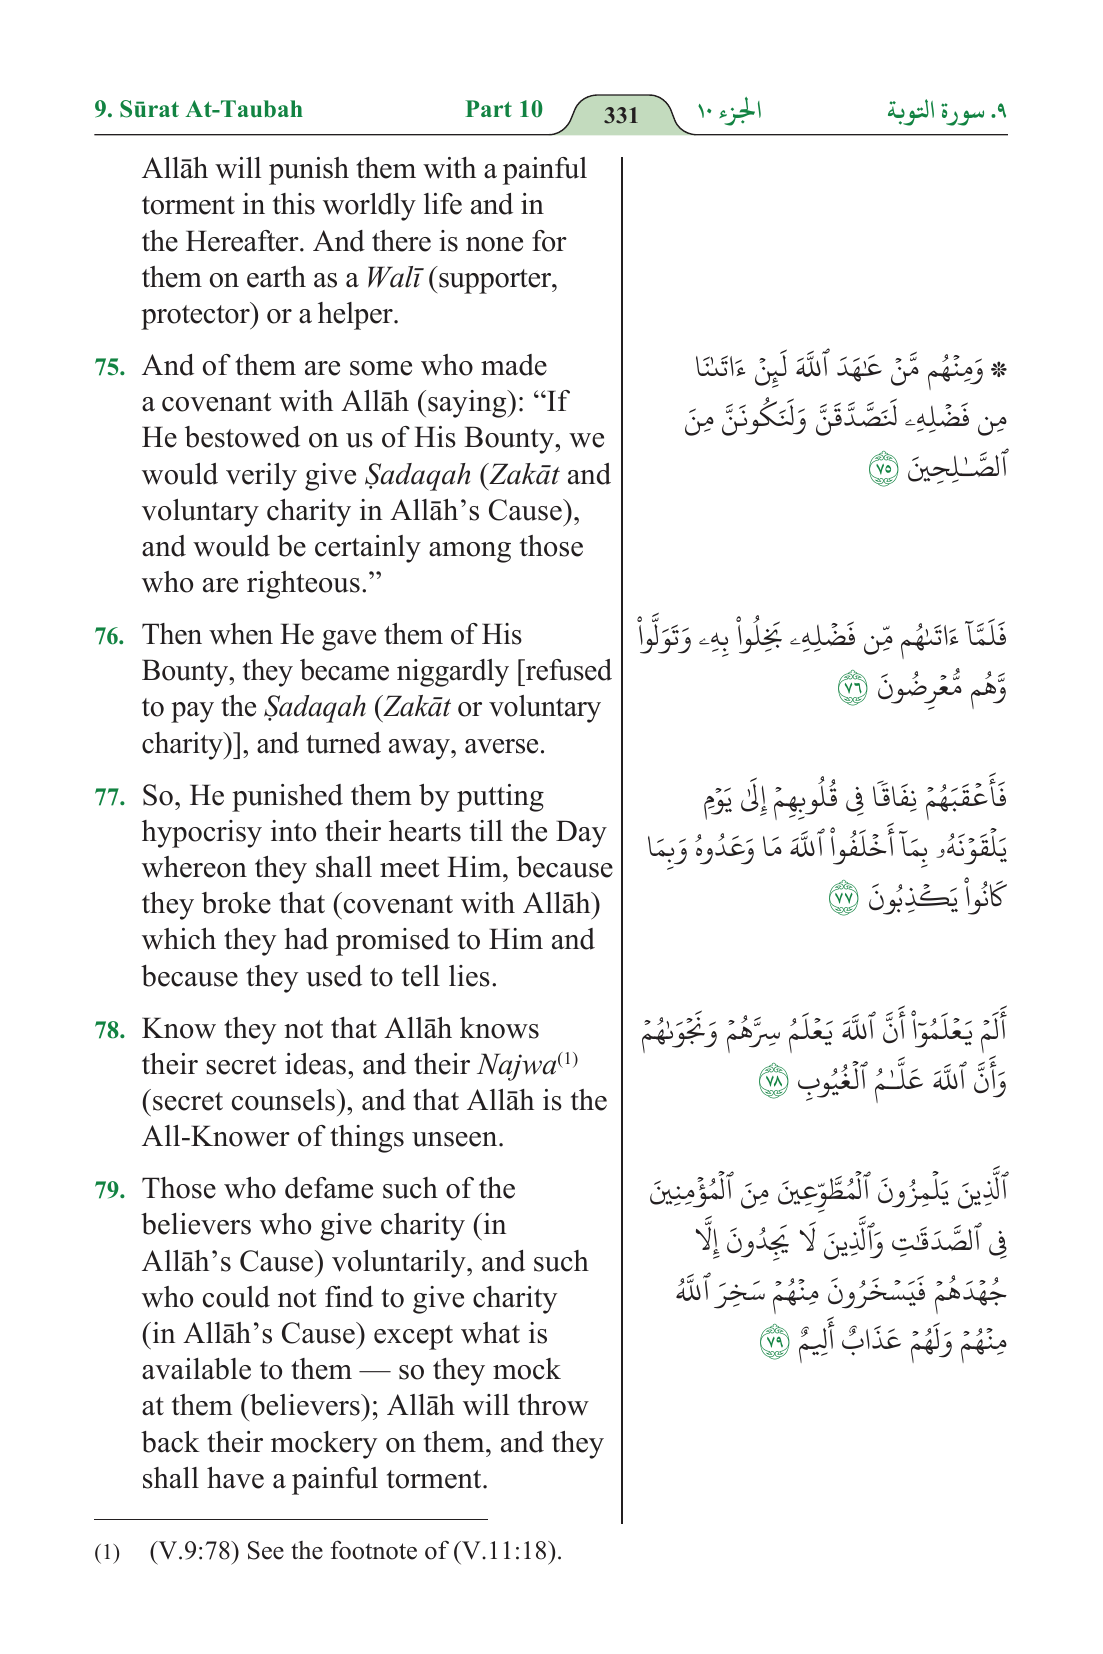 9. Sūrat At-Taubah Part 10 331 الجزء ١٠ ٩. سورة التوبة
Allāh will punish them with a painful
torment in this worldly life and in
the Hereafter. And there is none for
them on earth as a Walī (supporter,
protector) or a helper.
75. And of them are some who made
a covenant with Allāh (saying): “If
He bestowed on us of His Bounty, we
would verily give Ṣadaqah (Zakāt and
voluntary charity in Allāh’s Cause),
and would be certainly among those
who are righteous.”
۞ وَمِنْهُم مَّنْ عَـٰهَدَ ٱللَّهَ لَئِنْ ءَاتَىٰنَا
مِن فَضْلِهِۦ لَنَصَّدَّقَنَّ وَلَنَكُونَنَّ مِنَ
ٱلصَّـٰلِحِينَ ٧٥
76. Then when He gave them of His
Bounty, they became niggardly [refused
to pay the Ṣadaqah (Zakāt or voluntary
charity)], and turned away, averse.
فَلَمَّآ ءَاتَىٰهُم مِّن فَضْلِهِۦ بَخِلُوا۟ بِهِۦ وَتَوَلَّوا۟
وَّهُم مُّعْرِضُونَ ٧٦
77. So, He punished them by putting
hypocrisy into their hearts till the Day
whereon they shall meet Him, because
they broke that (covenant with Allāh)
which they had promised to Him and
because they used to tell lies.
فَأَعْقَبَهُمْ نِفَاقًا فِى قُلُوبِهِمْ إِلَىٰ يَوْمِ
يَلْقَوْنَهُۥ بِمَآ أَخْلَفُوا۟ ٱللَّهَ مَا وَعَدُوهُ وَبِمَا
كَانُوا۟ يَكْذِبُونَ ٧٧
78. Know they not that Allāh knows
their secret ideas, and their Najwa(1)
(secret counsels), and that Allāh is the
All-Knower of things unseen.
أَلَمْ يَعْلَمُوٓا۟ أَنَّ ٱللَّهَ يَعْلَمُ سِرَّهُمْ وَنَجْوَىٰهُمْ
وَأَنَّ ٱللَّهَ عَلَّـٰمُ ٱلْغُيُوبِ ٧٨
79. Those who defame such of the
believers who give charity (in
Allāh’s Cause) voluntarily, and such
who could not find to give charity
(in Allāh’s Cause) except what is
available to them — so they mock
at them (believers); Allāh will throw
back their mockery on them, and they
shall have a painful torment.
ٱلَّذِينَ يَلْمِزُونَ ٱلْمُطَّوِّعِينَ مِنَ ٱلْمُؤْمِنِينَ
فِى ٱلصَّدَقَـٰتِ وَٱلَّذِينَ لَا يَجِدُونَ إِلَّا
جُهْدَهُمْ فَيَسْخَرُونَ مِنْهُمْ سَخِرَ ٱللَّهُ
مِنْهُمْ وَلَهُمْ عَذَابٌ أَلِيمٌ ٧٩
(1) (V.9:78) See the footnote of (V.11:18).